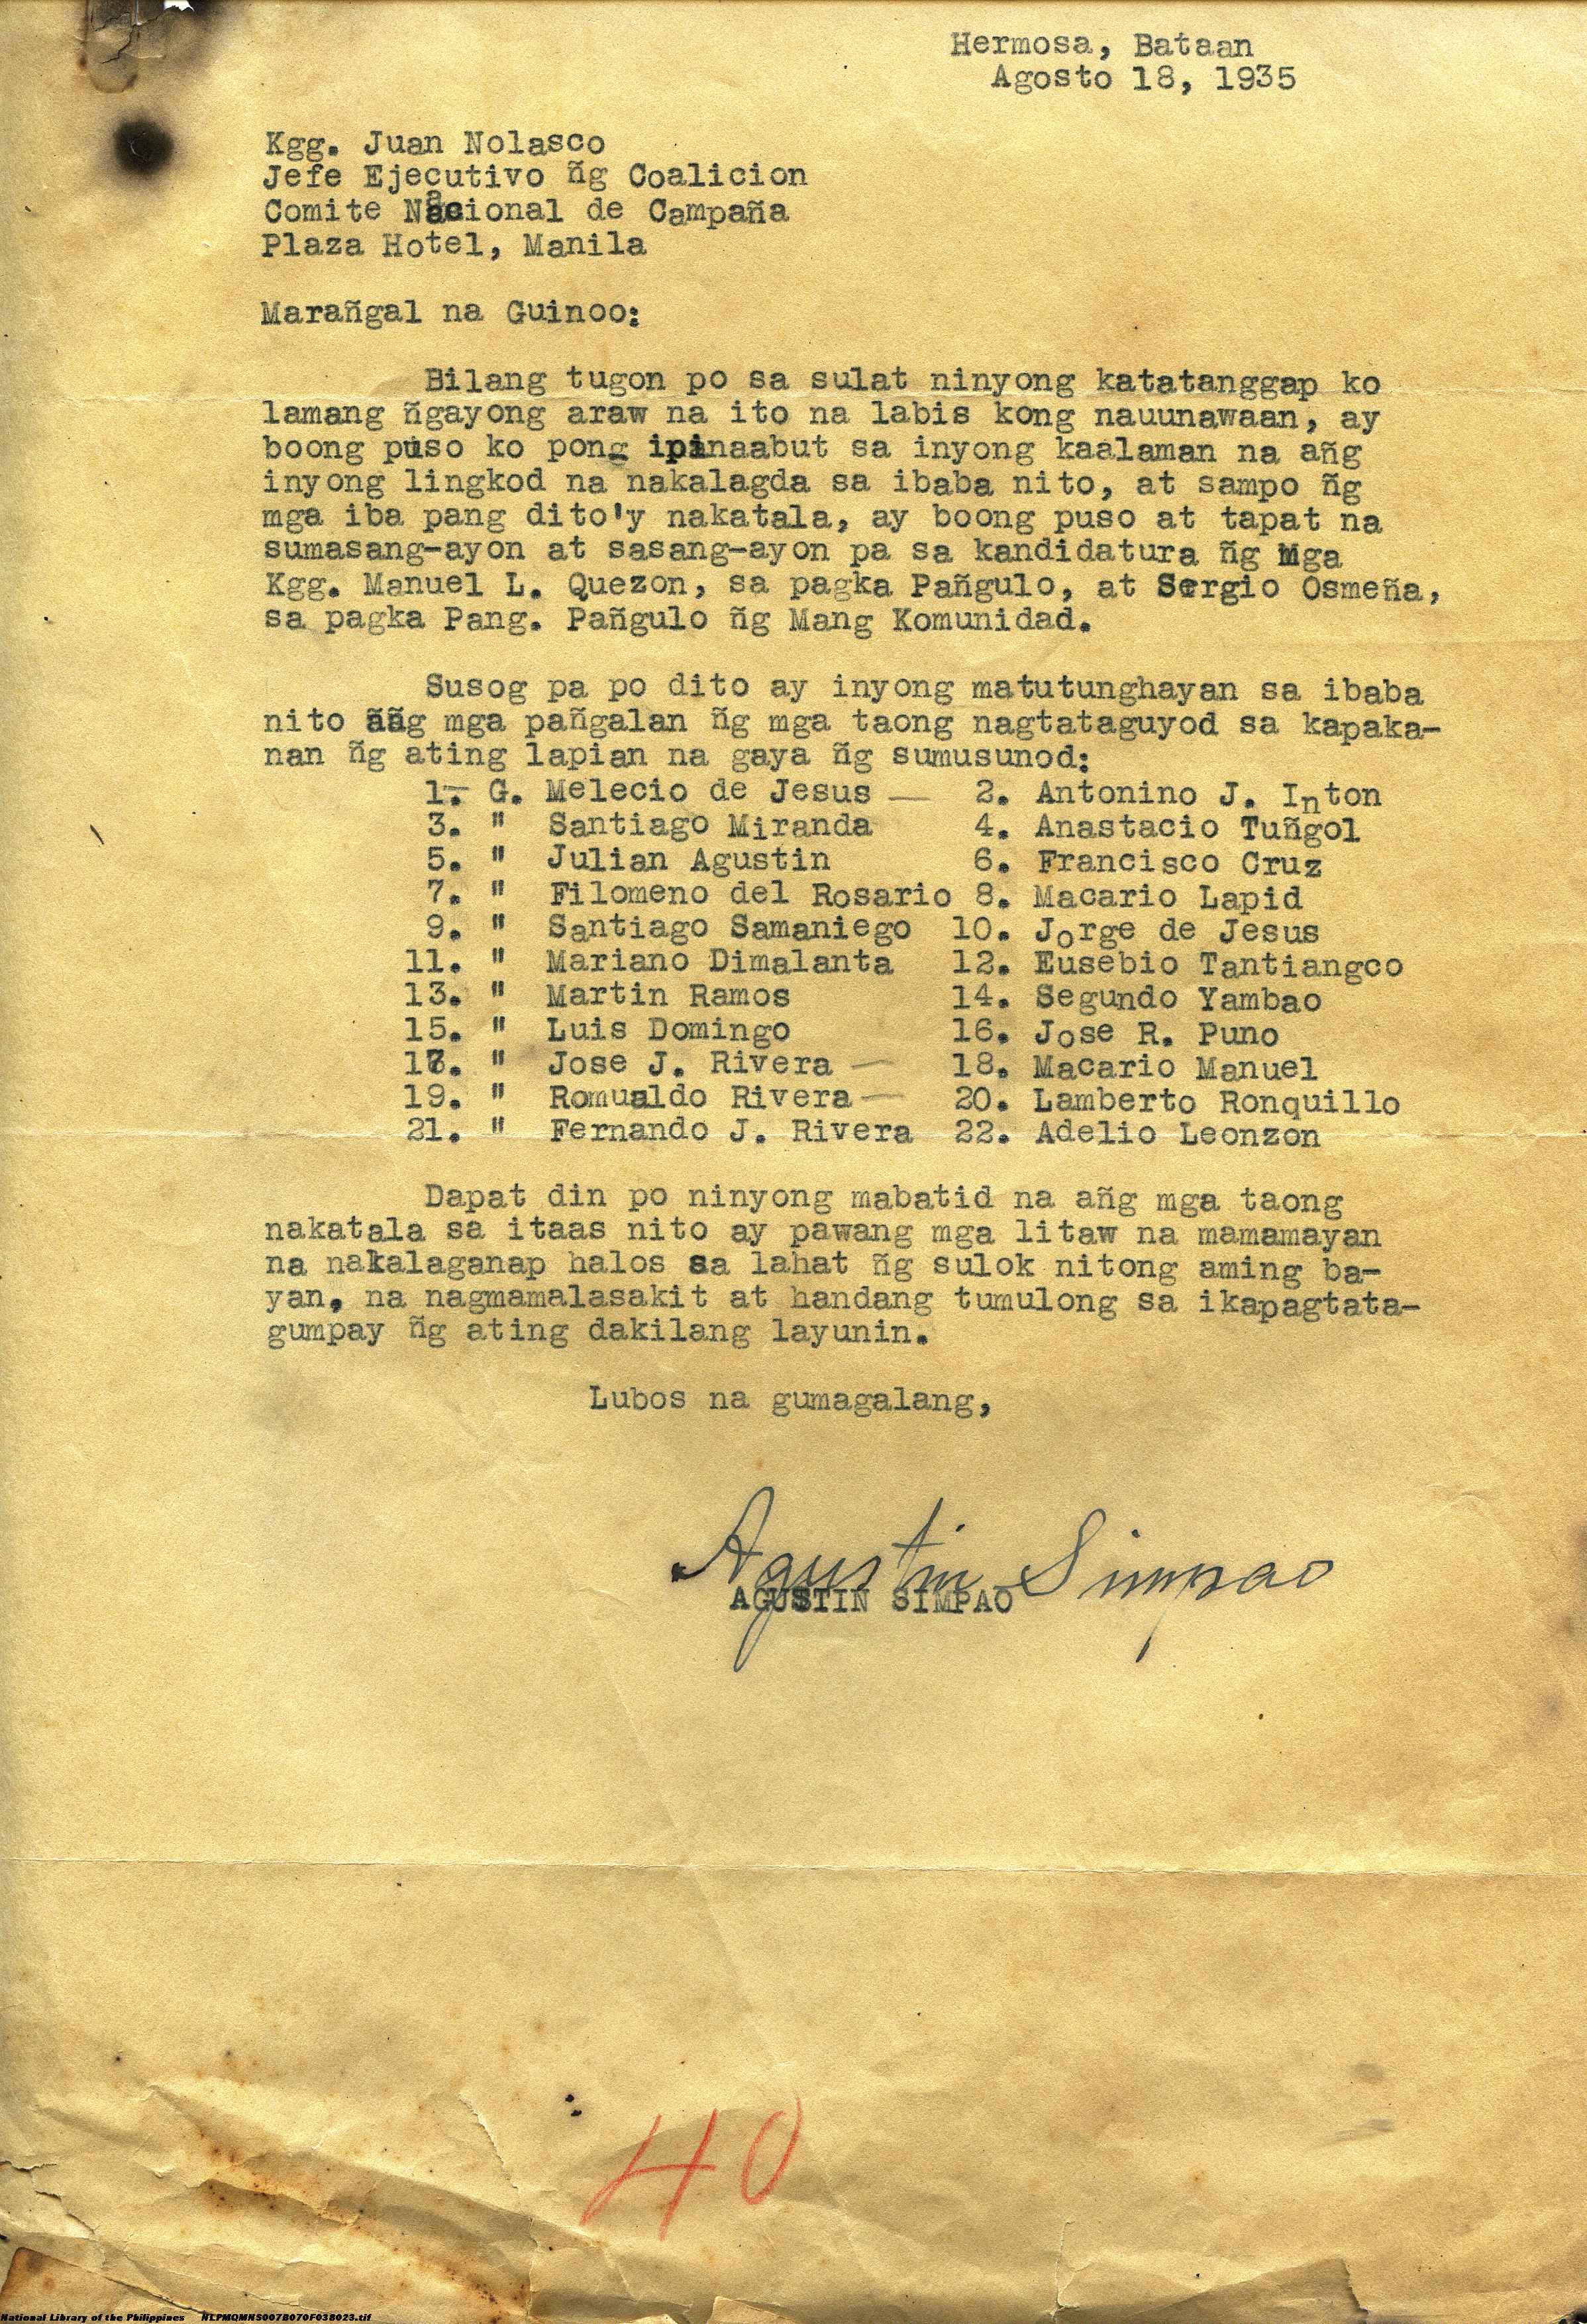 Hermosa, Bataan
Agosto 18, 1935
Kgg. Juan Nolasco
Jefe Ejecutivo ñg Coalicion
Comite Nacional de Campaña
Plaza Hotel, Manila
Marañgal na Guinoo:
Bilang tugon po sa sulat ninyong katatanggap ko
lamang ñgayong araw na ito na labis kong nauunawaan, ay
boong puso ko pong ipinaabut sa inyong kaalaman na añg
inyong lingkod na nakalagda sa ibaba nito, at sampo ñg
mga iba pang dito'y nakatala, ay boong puso at tapat na
sumasang-ayon at sasang-ayon pa sa kandidatura ñg Mga
Kgg. Manuel L. Quezon, sa pagka Pañgulo, at Sergio Osmeña,
sa pagka Pang. Pañgulo ñg Mang Komunidad.
Susog pa po dito ay inyong matutunghayan sa ibaba
nito añg mga pañgalan ñg mga taong nagtataguyod sa kapaka-
nan ñg ating lapian na gaya ñg sumusunod:
1. G. Melecio de Jesus — 2. Antonino J. Inton
3. " Santiago Miranda 4. Anastacio Tuñgol
5. " Julian Agustin 6. Francisco Cruz
7. " Filomeno del Rosario 8. Macario Lapid
9. " Santiago Samaniego 10. Jorge de Jesus
11. " Mariano Dimalanta 12. Eusebio Tantiangco
13. " Martin Ramos 14. Segundo Yambao
15. " Luis Domingo 16. Jose R. Puno
17. " Jose J. Rivera — 18. Macario Manuel
19. " Romualdo Rivera — 20. Lamberto Ronquillo
21. " Fernando J. Rivera 22. Adelio Leonzon
Dapat din po ninyong mabatid na añg mga taong
nakatala sa itaas nito ay pawang mga litaw na mamamayan
na nakalaganap halos sa lahat ñg sulok nitong aming ba-
yan, na nagmamalasakit at handang tumulong sa ikapagtata-
gumpay ñg ating dakilang layunin.
Lubos na gumagalang,
Agustin Simpao
AGUSTIN SIMPAO
40
National Library of the Philippines NLPMQMNS007B070F038023.tif